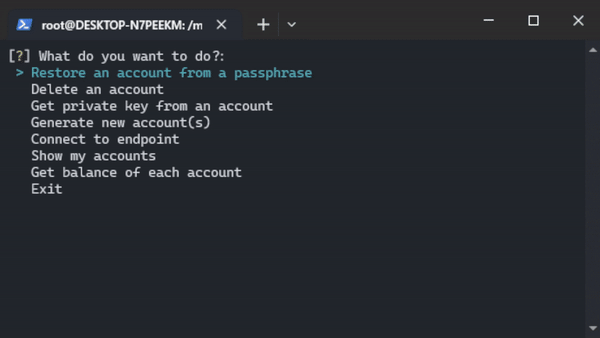 root@DESKTOP-N7PEEKM: /m
[?] What do you want to do?:
> Restore an account from a passphrase
Delete an account
Get private key from an account
Generate new account(s)
Connect to endpoint
Show my accounts
Get balance of each account
Exit